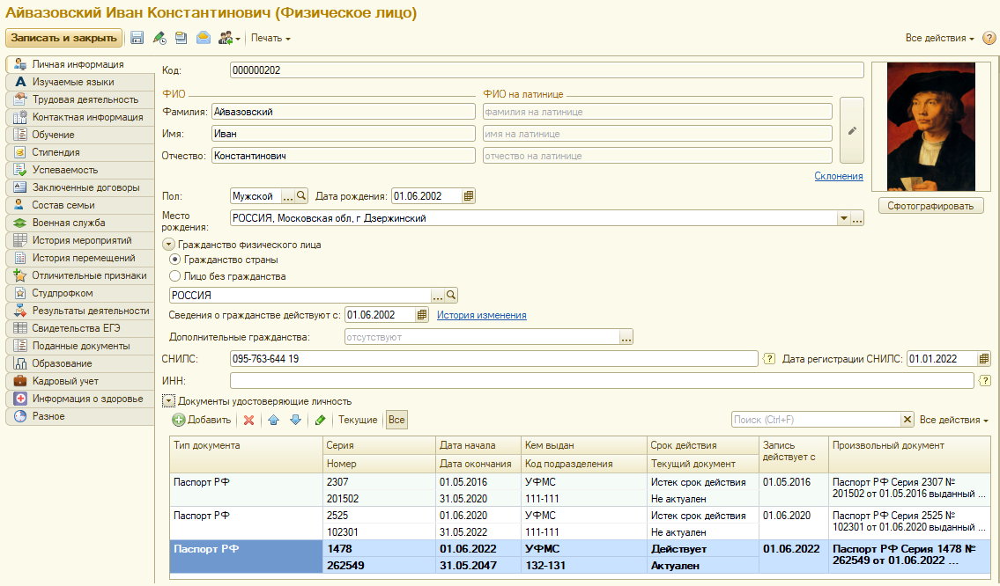 Айвазовский Иван Константинович (Физическое лицо)
Записать и закрыть Печать Все действия ?
Личная информация
Изучаемые языки
Трудовая деятельность
Контактная информация
Обучение
Стипендия
Успеваемость
Заключенные договоры
Состав семьи
Военная служба
История мероприятий
История перемещений
Отличительные признаки
Студпрофком
Результаты деятельности
Свидетельства ЕГЭ
Поданные документы
Образование
Кадровый учет
Информация о здоровье
Разное
Код: 000000202
ФИО ФИО на латинице
Фамилия: Айвазовский фамилия на латинице
Имя: Иван имя на латинице
Отчество: Константинович отчество на латинице
Склонения
Сфотографировать
Пол: Мужской ... Дата рождения: 01.06.2002
Место рождения: РОССИЯ, Московская обл, г Дзержинский ...
Гражданство физического лица
Гражданство страны
Лицо без гражданства
РОССИЯ ...
Сведения о гражданстве действуют с: 01.06.2002 История изменения
Дополнительные гражданства: отсутствуют ...
СНИЛС: 095-763-644 19 ? Дата регистрации СНИЛС: 01.01.2022
ИНН: ?
Документы удостоверяющие личность
Добавить Текущие Все Поиск (Ctrl+F) Все действия
Тип документа Серия Дата начала Кем выдан Срок действия Запись действует с Произвольный документ
Номер Дата окончания Код подразделения Текущий документ
Паспорт РФ 2307 01.05.2016 УФМС Истек срок действия 01.05.2016 Паспорт РФ Серия 2307 №
201502 31.05.2020 111-111 Не актуален 201502 от 01.05.2016 выданный ...
Паспорт РФ 2525 01.06.2020 УФМС Истек срок действия 01.06.2020 Паспорт РФ Серия 2525 №
102301 31.05.2022 111-111 Не актуален 102301 от 01.06.2020 выданный ...
Паспорт РФ 1478 01.06.2022 УФМС Действует 01.06.2022 Паспорт РФ Серия 1478 №
262549 31.05.2047 132-131 Актуален 262549 от 01.06.2022 ...